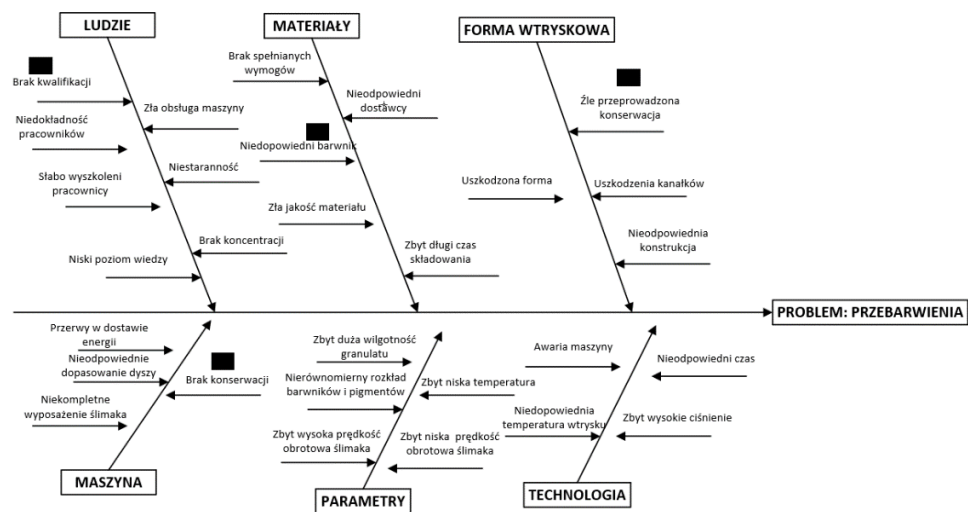 LUDZIE
MATERIAŁY
FORMA WTRYSKOWA
Brak kwalifikacji
Zła obsługa maszyny
Niedokładność
pracowników
Niestaranność
Słabo wyszkoleni
pracownicy
Brak koncentracji
Niski poziom wiedzy
Brak spełnianych
wymogów
Nieodpowiedni
dostawcy
Niedopowiedni barwnik
Zła jakość materiału
Zbyt długi czas
składowania
Źle przeprowadzona
konserwacja
Uszkodzona forma
Uszkodzenia kanałków
Nieodpowiednia
konstrukcja
PROBLEM: PRZEBARWIENIA
Przerwy w dostawie
energii
Nieodpowiednie
dopasowanie dyszy
Brak konserwacji
Niekompletne
wyposażenie ślimaka
Zbyt duża wilgotność
granulatu
Nierównomierny rozkład
barwników i pigmentów
Zbyt niska temperatura
Zbyt wysoka prędkość
obrotowa ślimaka
Zbyt niska prędkość
obrotowa ślimaka
Awaria maszyny
Nieodpowiedni czas
Niedopowiednia
temperatura wtrysku
Zbyt wysokie ciśnienie
MASZYNA
PARAMETRY
TECHNOLOGIA